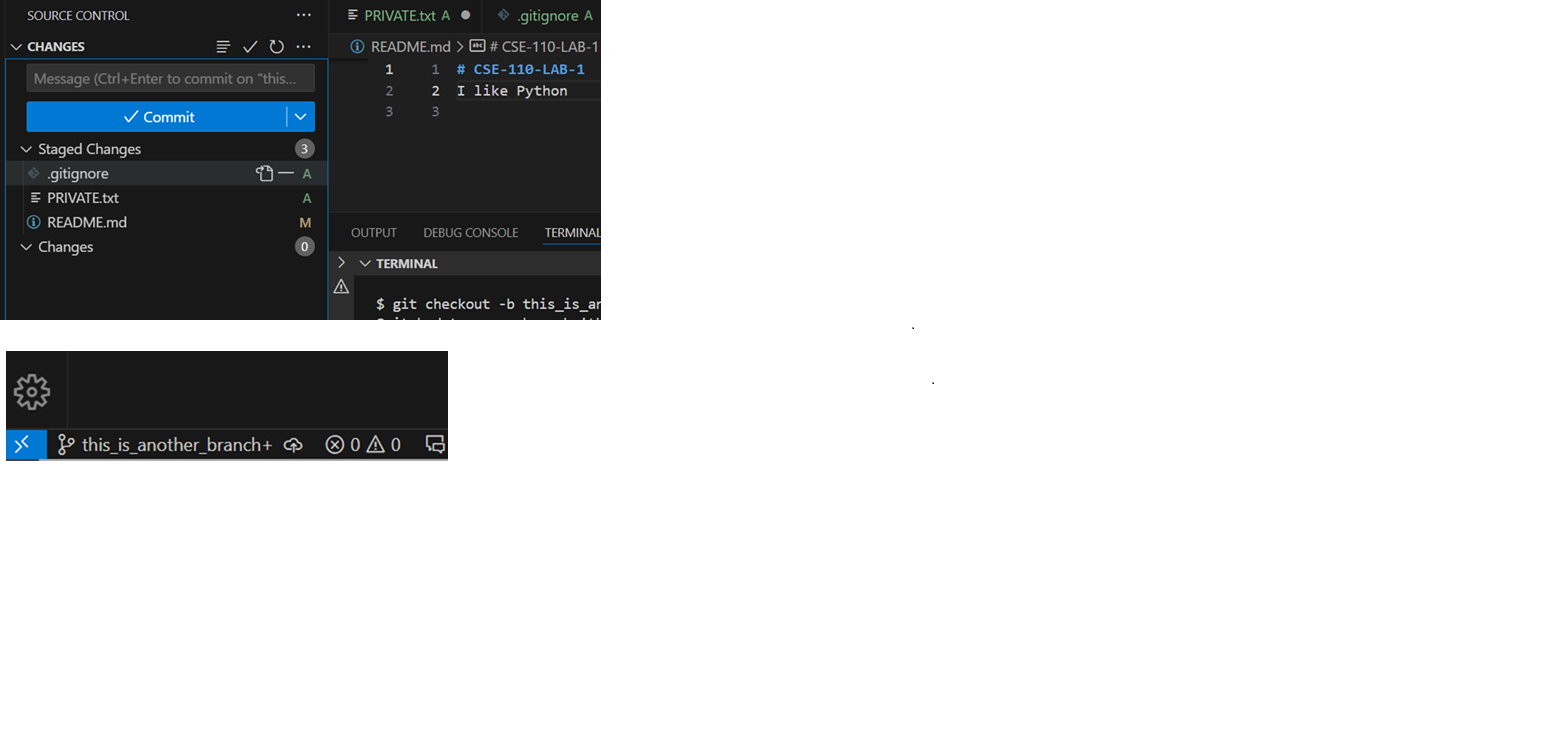 SOURCE CONTROL
CHANGES
Message (Ctrl+Enter to commit on "this...
Commit
Staged Changes 3
.gitignore A
PRIVATE.txt A
README.md M
Changes 0
PRIVATE.txt A .gitignore A
README.md > # CSE-110-LAB-1
1 1 # CSE-110-LAB-1
2 2 I like Python
3 3
OUTPUT DEBUG CONSOLE TERMINAL
TERMINAL
$ git checkout -b this_is_an
this_is_another_branch+ 0 0